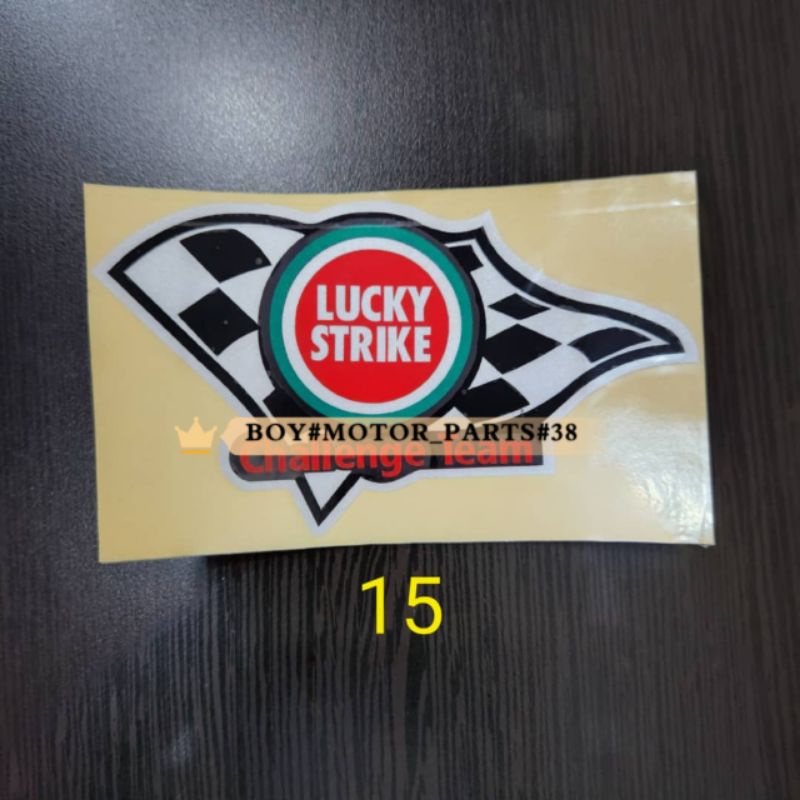 LUCKY
STRIKE
BOY#MOTOR_PARTS#38
Challenge Team
15